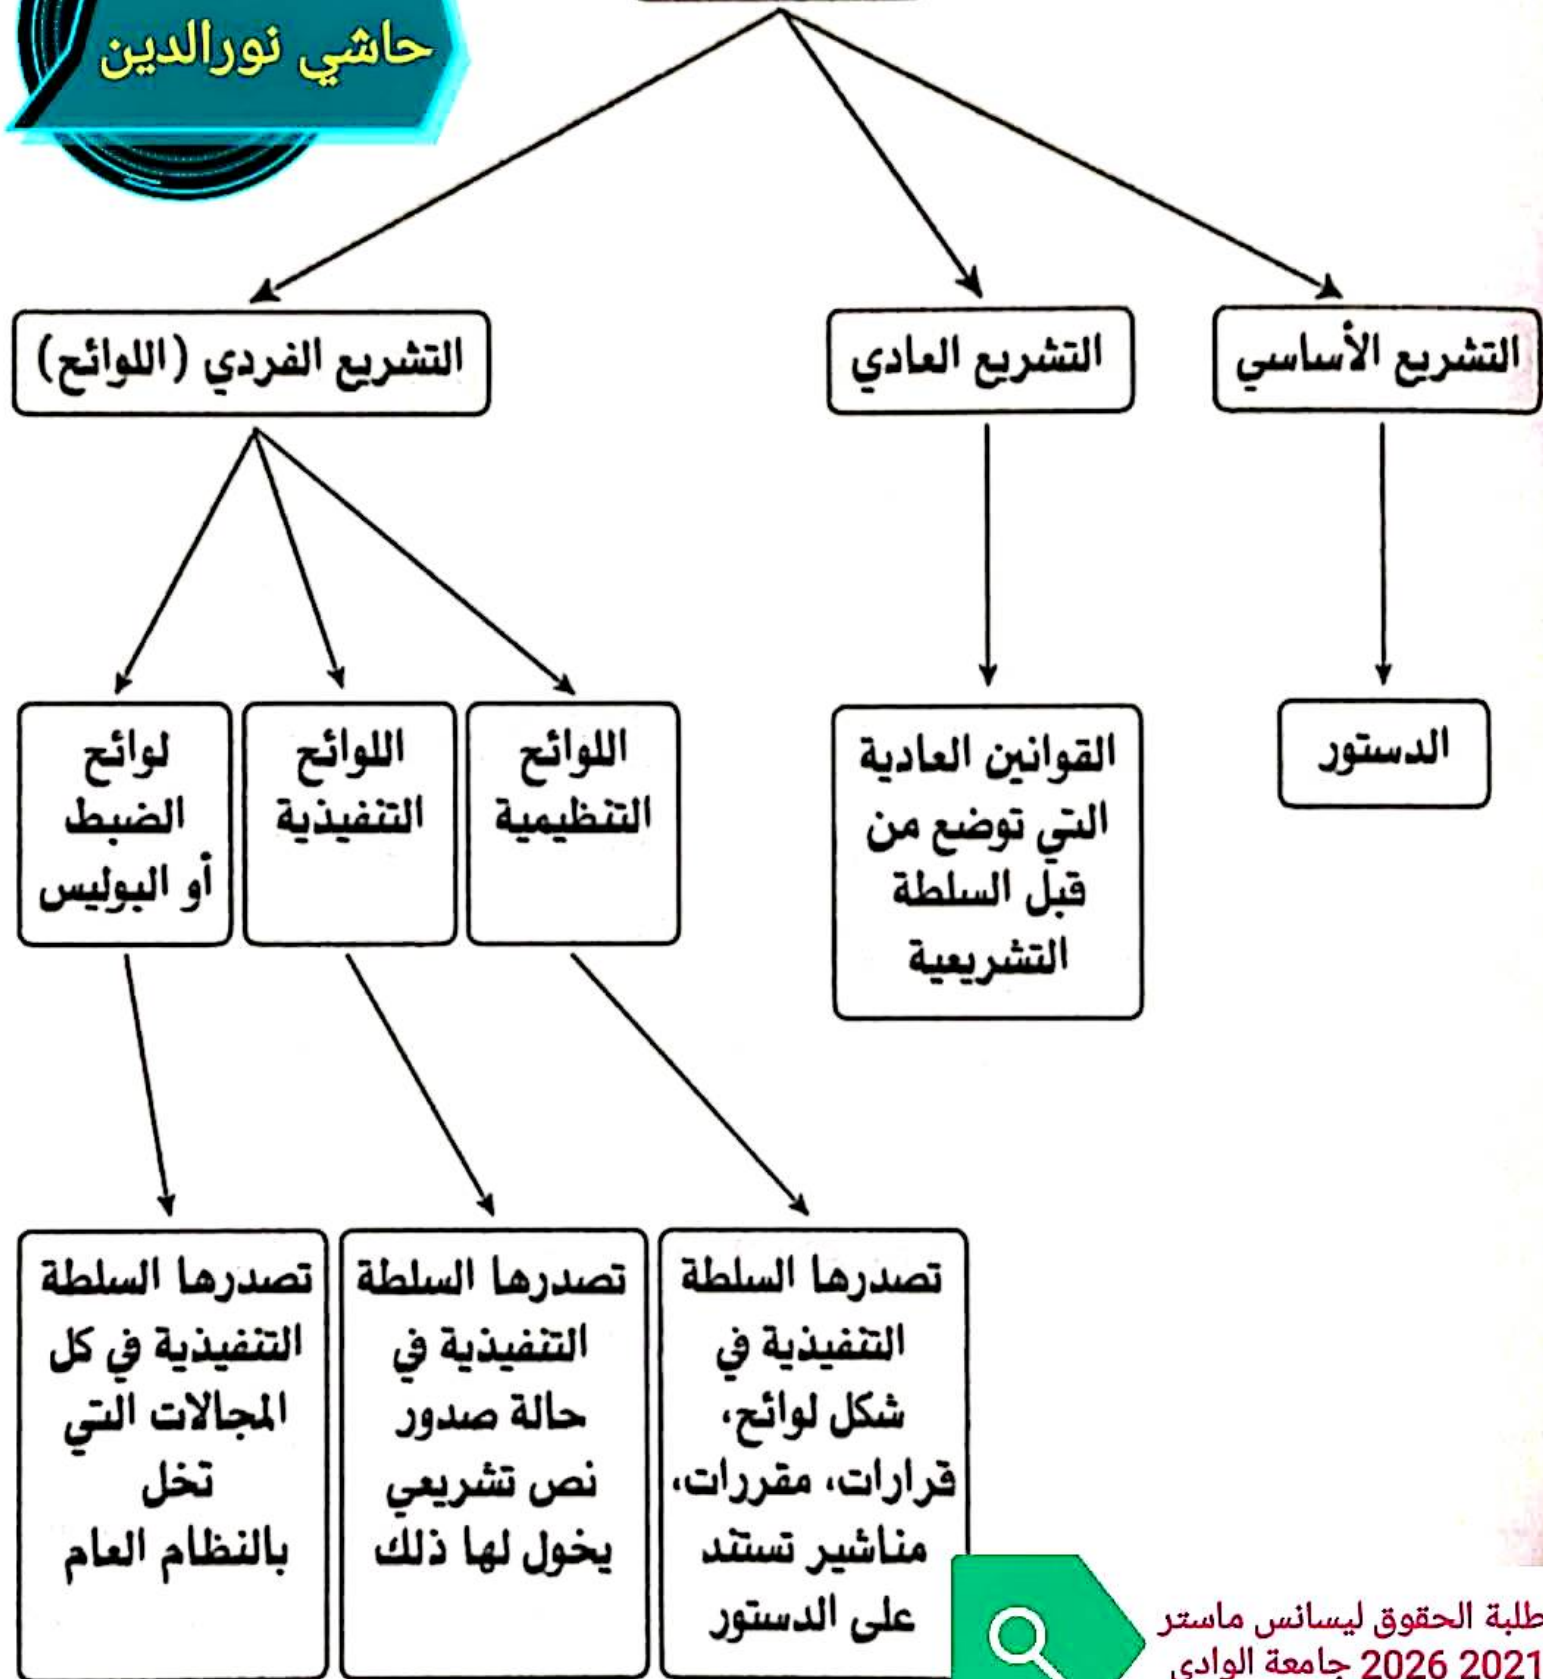 حاشي نورالدين
التشريع الأساسي
التشريع العادي
التشريع الفردي (اللوائح)
الدستور
القوانين العادية
التي توضع من
قبل السلطة
التشريعية
اللوائح
التنظيمية
اللوائح
التنفيذية
لوائح
الضبط
أو البوليس
تصدرها السلطة
التنفيذية في
شكل لوائح،
قرارات، مقررات،
مناشير تستند
على الدستور
تصدرها السلطة
التنفيذية في
حالة صدور
نص تشريعي
يخول لها ذلك
تصدرها السلطة
التنفيذية في كل
المجالات التي
تخل
بالنظام العام
طلبة الحقوق ليسانس ماستر
2021 2026 جامعة الوادي